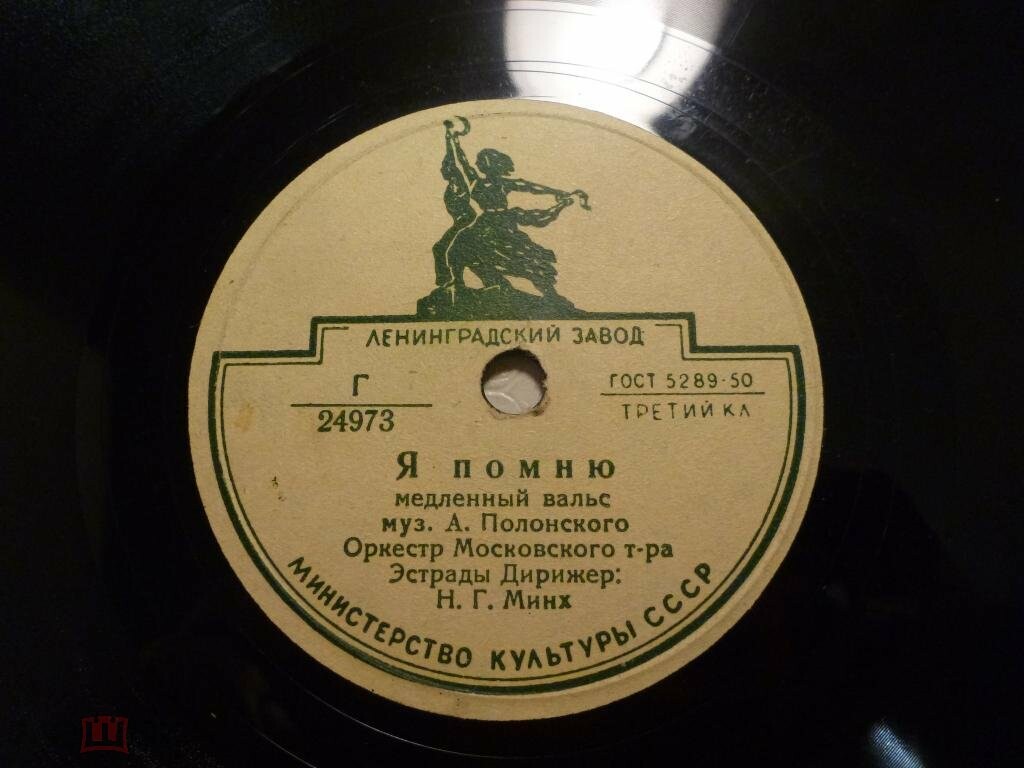 ЛЕНИНГРАДСКИЙ ЗАВОД
Г
24973
ГОСТ 5289-50
ТРЕТИЙ КЛ
Я помню
медленный вальс
муз. А. Полонского
Оркестр Московского т-ра
Эстрады Дирижер:
Н. Г. Минх
МИНИСТЕРСТВО КУЛЬТУРЫ СССР